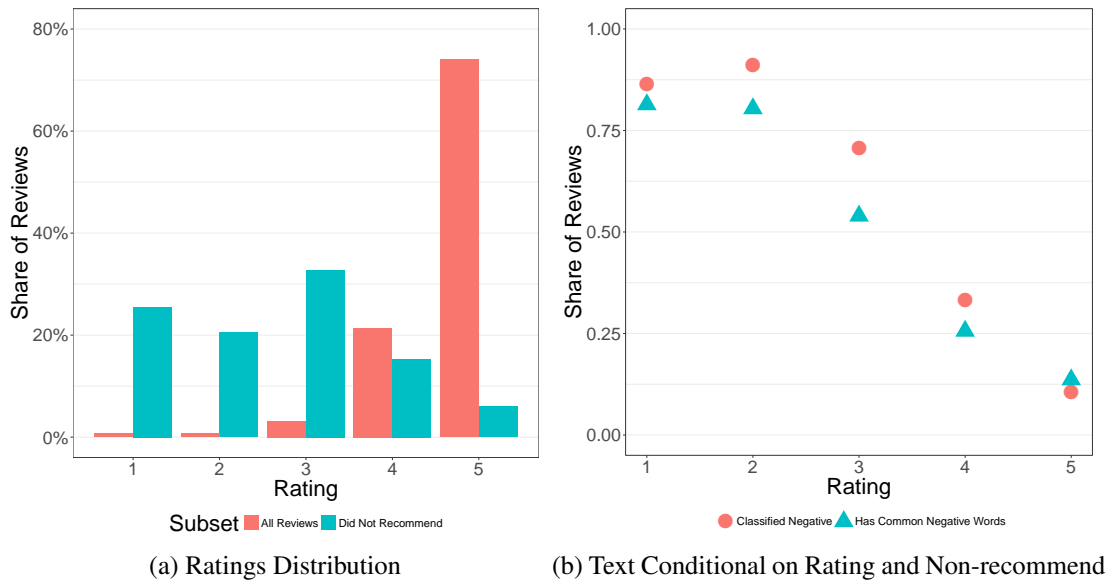 80%
60%
40%
20%
0%
Share of Reviews
1 2 3 4 5
Rating
Subset All Reviews Did Not Recommend
(a) Ratings Distribution
1.00
0.75
0.50
0.25
0.00
Share of Reviews
1 2 3 4 5
Rating
Classified Negative Has Common Negative Words
(b) Text Conditional on Rating and Non-recommend